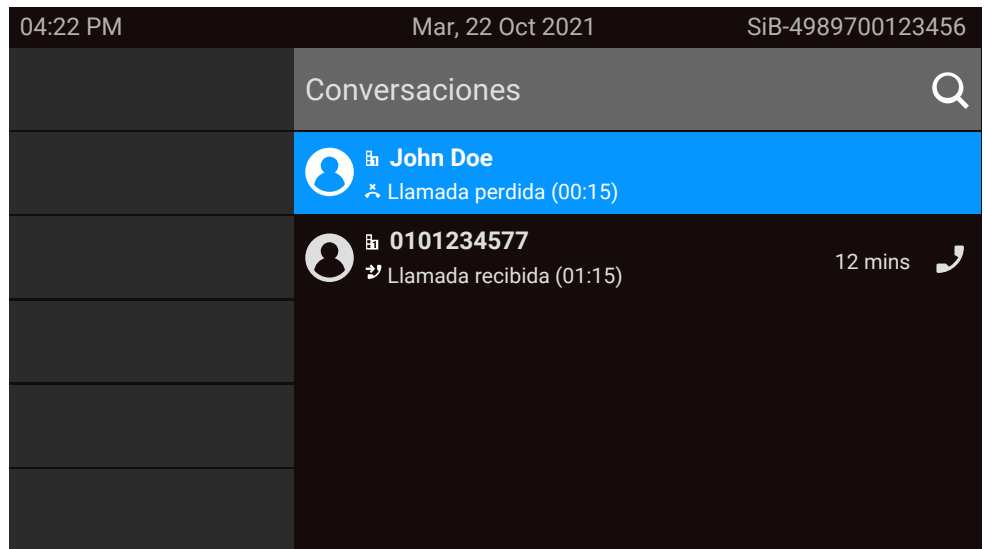 04:22 PM Mar, 22 Oct 2021 SiB-4989700123456
Conversaciones
John Doe
Llamada perdida (00:15)
0101234577
Llamada recibida (01:15)
12 mins